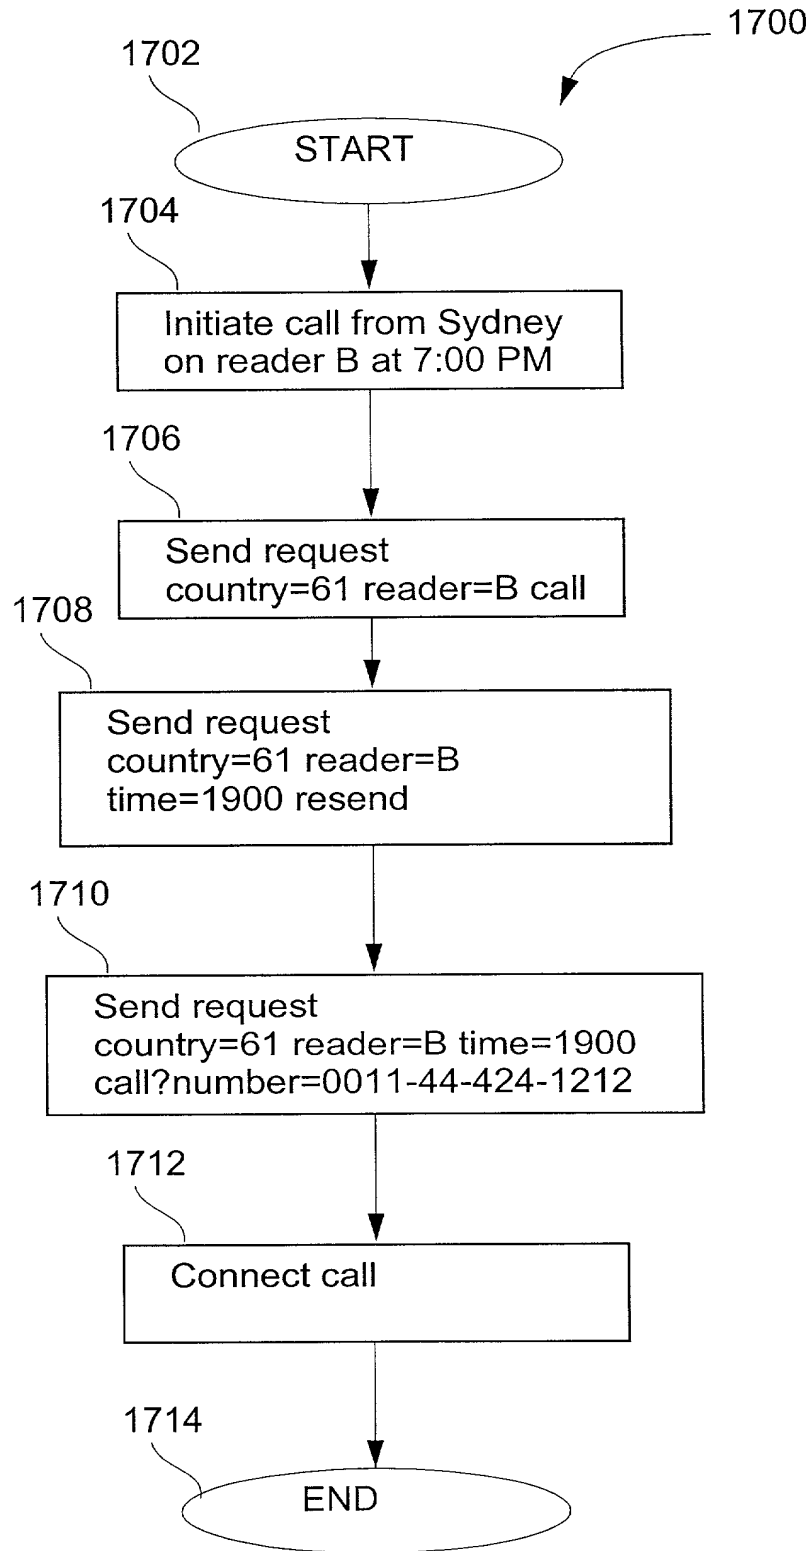 1700
1702
START
1704
Initiate call from Sydney
on reader B at 7:00 PM
1706
Send request
country=61 reader=B call
1708
Send request
country=61 reader=B
time=1900 resend
1710
Send request
country=61 reader=B time=1900
call?number=0011-44-424-1212
1712
Connect call
1714
END